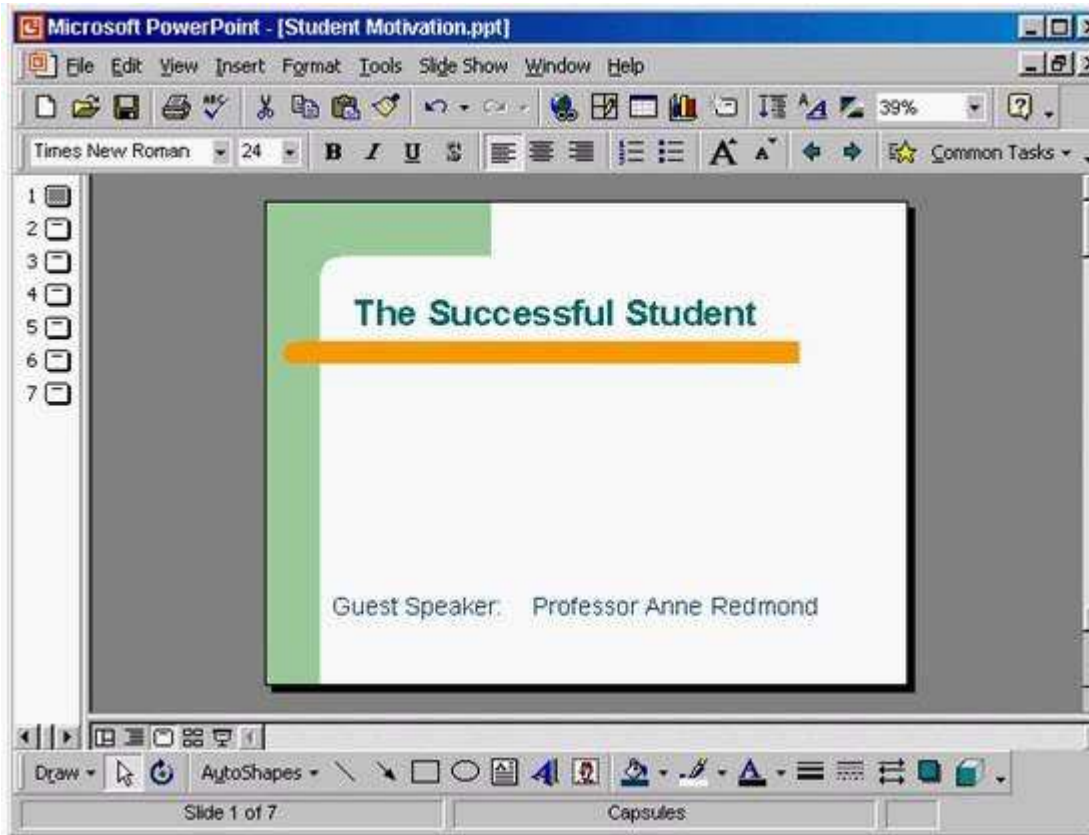 Microsoft PowerPoint - [Student Motivation.ppt]
File Edit View Insert Format Tools Slide Show Window Help
39%
Times New Roman 24 B I U S A A Common Tasks
1
2
3
4
5
6
7
The Successful Student
Guest Speaker: Professor Anne Redmond
Draw AutoShapes
Slide 1 of 7 Capsules